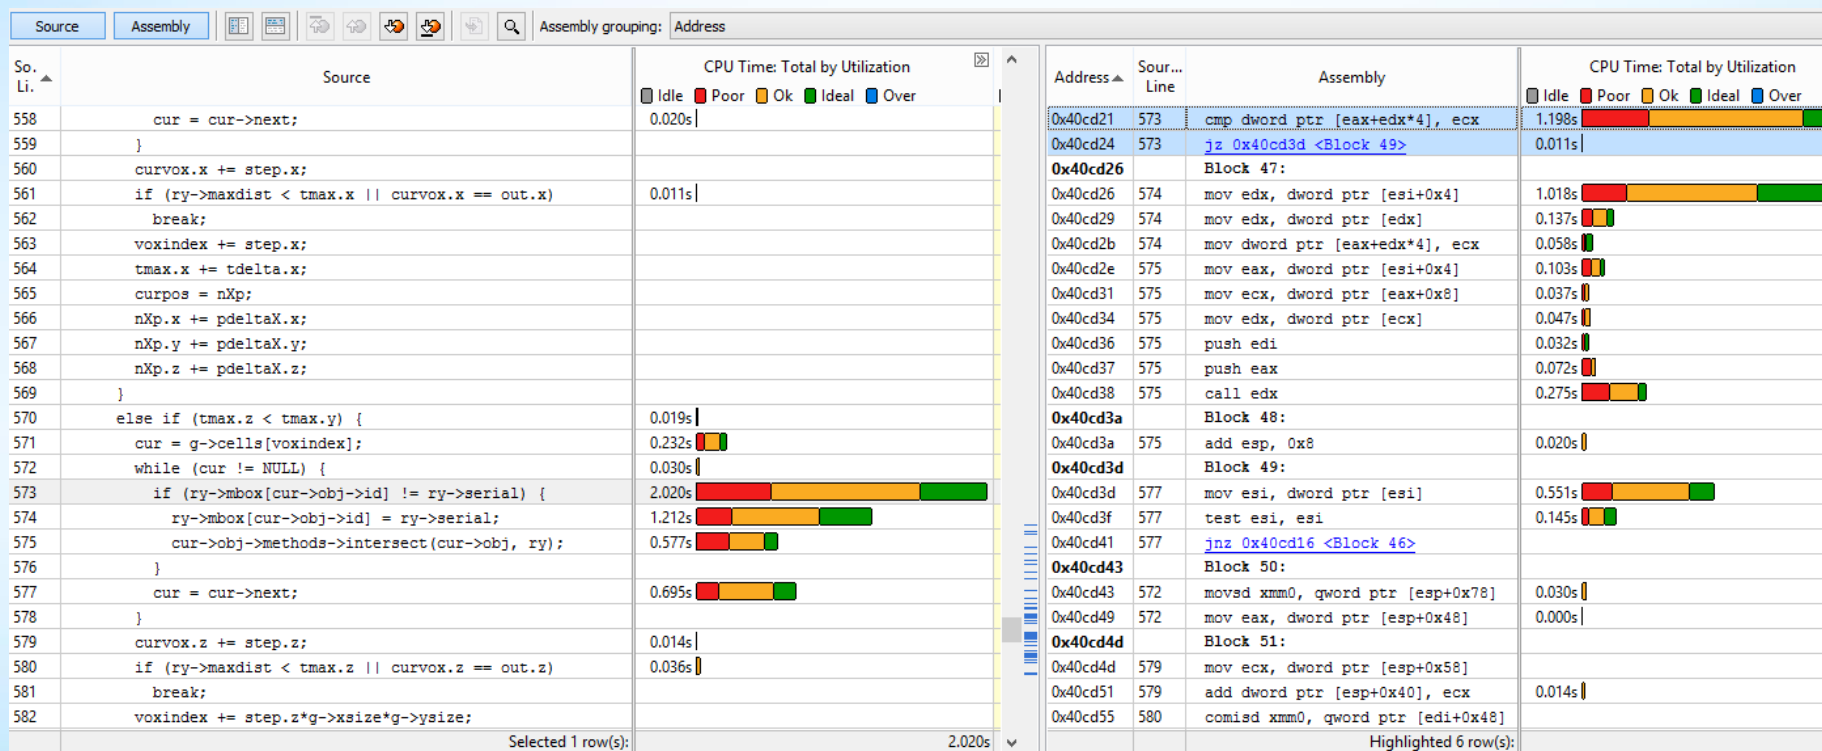 Source Assembly Assembly grouping: Address
So. Li. Source CPU Time: Total by Utilization
Idle Poor Ok Ideal Over
558 cur = cur->next; 0.020s
559 }
560 curvox.x += step.x;
561 if (ry->maxdist < tmax.x || curvox.x == out.x) 0.011s
562 break;
563 voxindex += step.x;
564 tmax.x += tdelta.x;
565 curpos = nXp;
566 nXp.x += pdeltaX.x;
567 nXp.y += pdeltaX.y;
568 nXp.z += pdeltaX.z;
569 }
570 else if (tmax.z < tmax.y) { 0.019s
571 cur = g->cells[voxindex]; 0.232s
572 while (cur != NULL) { 0.030s
573 if (ry->mbox[cur->obj->id] != ry->serial) { 2.020s
574 ry->mbox[cur->obj->id] = ry->serial; 1.212s
575 cur->obj->methods->intersect(cur->obj, ry); 0.577s
576 }
577 cur = cur->next; 0.695s
578 }
579 curvox.z += step.z; 0.014s
580 if (ry->maxdist < tmax.z || curvox.z == out.z) 0.036s
581 break;
582 voxindex += step.z*g->xsize*g->ysize;
Selected 1 row(s): 2.020s
Address Sour... Line Assembly CPU Time: Total by Utilization
Idle Poor Ok Ideal Over
0x40cd21 573 cmp dword ptr [eax+edx*4], ecx 1.198s
0x40cd24 573 jz 0x40cd3d <Block 49> 0.011s
0x40cd26 Block 47:
0x40cd26 574 mov edx, dword ptr [esi+0x4] 1.018s
0x40cd29 574 mov edx, dword ptr [edx] 0.137s
0x40cd2b 574 mov dword ptr [eax+edx*4], ecx 0.058s
0x40cd2e 575 mov eax, dword ptr [esi+0x4] 0.103s
0x40cd31 575 mov ecx, dword ptr [eax+0x8] 0.037s
0x40cd34 575 mov edx, dword ptr [ecx] 0.047s
0x40cd36 575 push edi 0.032s
0x40cd37 575 push eax 0.072s
0x40cd38 575 call edx 0.275s
0x40cd3a Block 48:
0x40cd3a 575 add esp, 0x8 0.020s
0x40cd3d Block 49:
0x40cd3d 577 mov esi, dword ptr [esi] 0.551s
0x40cd3f 577 test esi, esi 0.145s
0x40cd41 577 jnz 0x40cd16 <Block 46>
0x40cd43 Block 50:
0x40cd43 572 movsd xmm0, qword ptr [esp+0x78] 0.030s
0x40cd49 572 mov eax, dword ptr [esp+0x48] 0.000s
0x40cd4d Block 51:
0x40cd4d 579 mov ecx, dword ptr [esp+0x58]
0x40cd51 579 add dword ptr [esp+0x40], ecx 0.014s
0x40cd55 580 comisd xmm0, qword ptr [edi+0x48]
Highlighted 6 row(s):